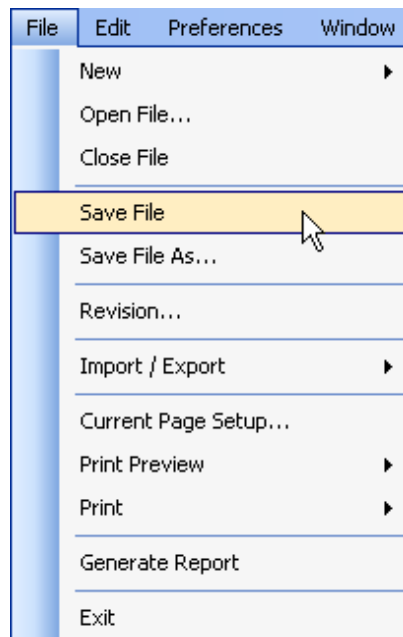 File Edit Preferences Window
New
Open File...
Close File
Save File
Save File As...
Revision...
Import / Export
Current Page Setup...
Print Preview
Print
Generate Report
Exit